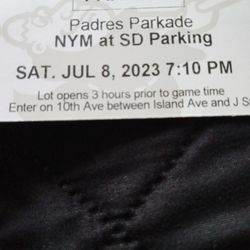 Padres Parkade
NYM at SD Parking
SAT. JUL 8, 2023 7:10 PM
Lot opens 3 hours prior to game time
Enter on 10th Ave between Island Ave and J